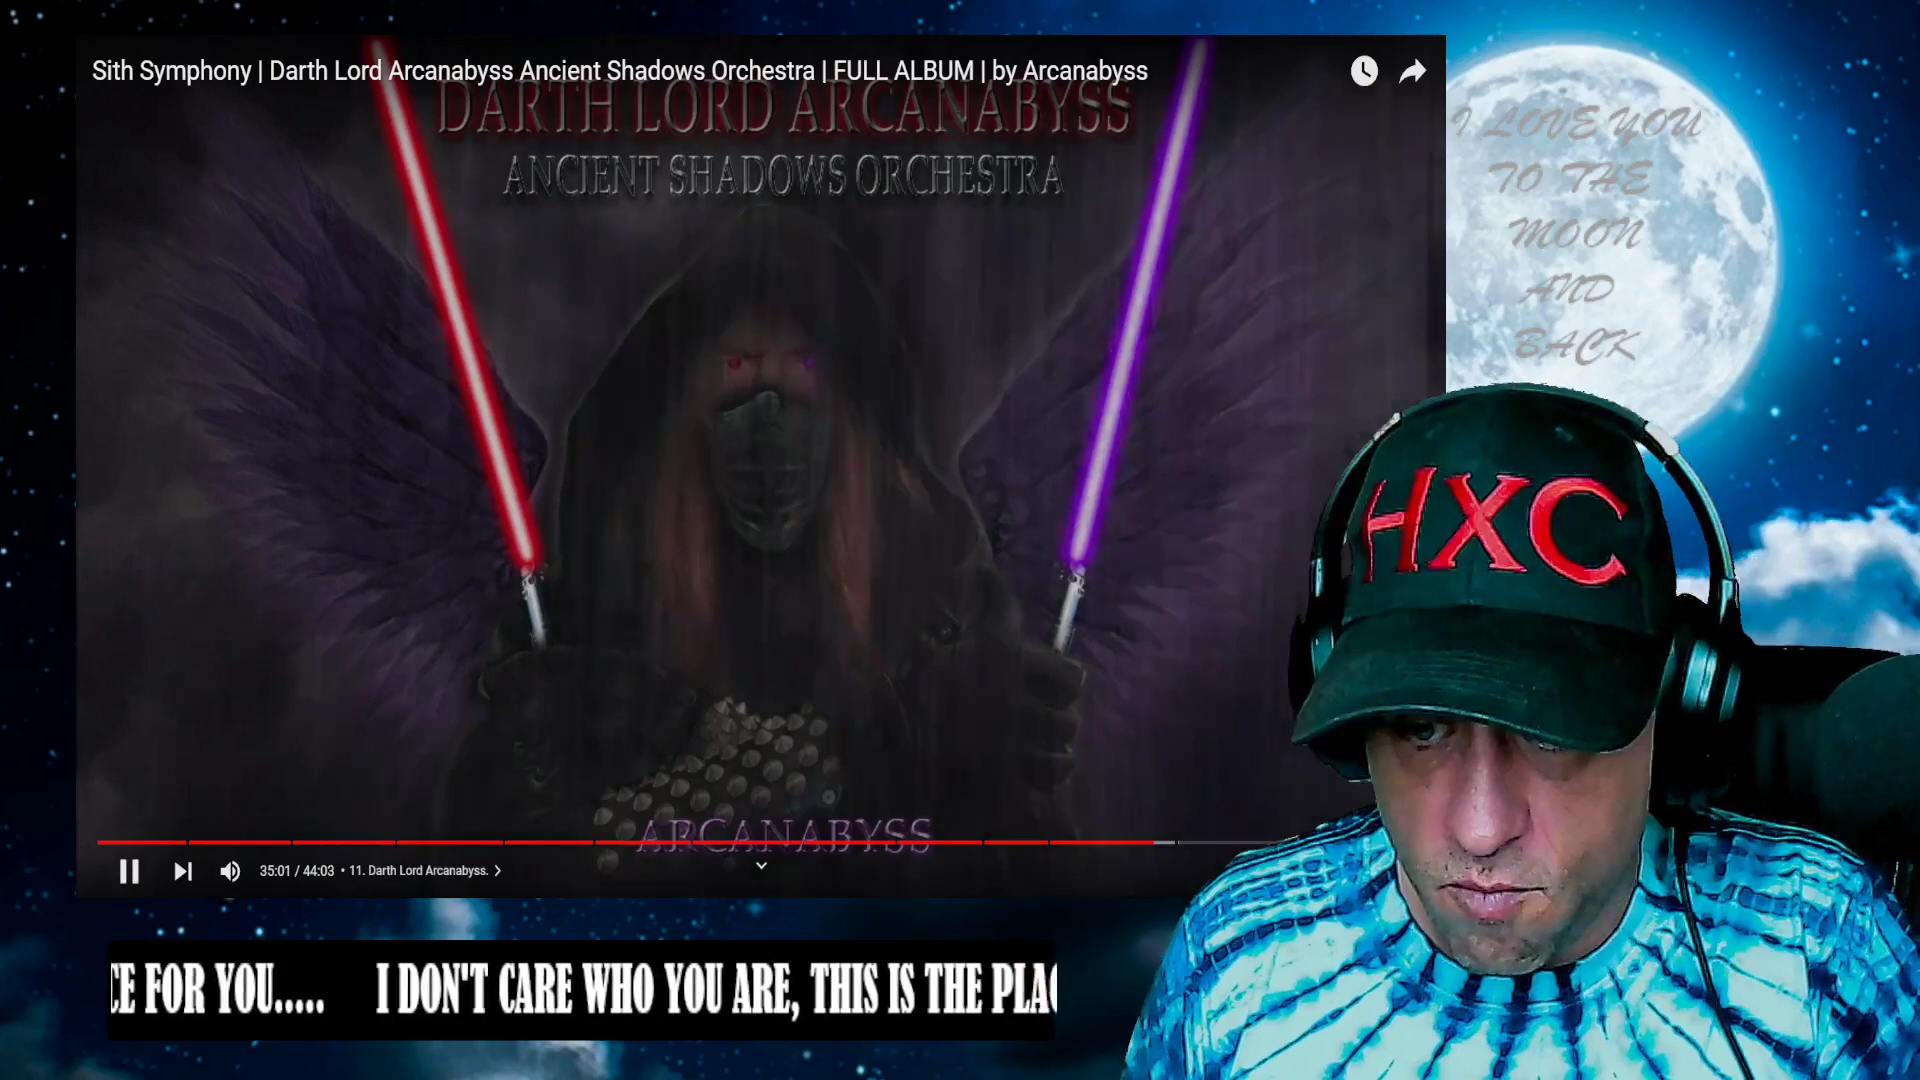 Sith Symphony | Darth Lord Arcanabyss Ancient Shadows Orchestra | FULL ALBUM | by Arcanabyss
DARTH LORD ARCANABYSS
ANCIENT SHADOWS ORCHESTRA
I LOVE YOU
TO THE
MOON
AND
BACK
HXC
ARCANABYSS
35:01 / 44:03 • 11. Darth Lord Arcanabyss. >
CE FOR YOU..... I DON'T CARE WHO YOU ARE, THIS IS THE PLAC